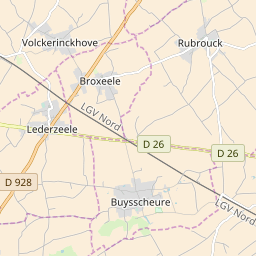 Volckerinckhove
Rubrouck
Broxeele
LGV Nord
Lederzeele
D 26
D 26
D 928
Buysscheure
LGV Nord